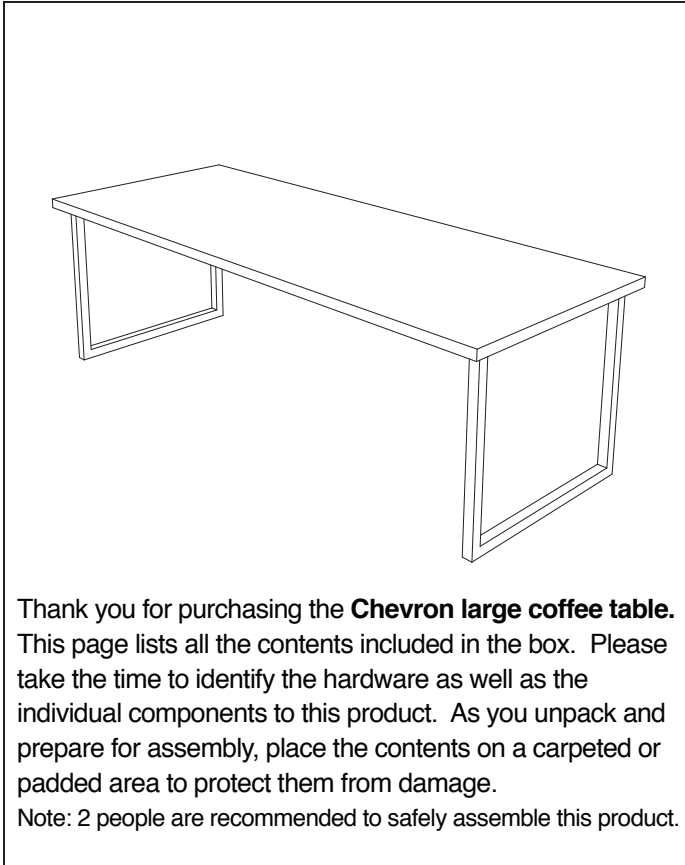 Thank you for purchasing the Chevron large coffee table.
This page lists all the contents included in the box.  Please
take the time to identify the hardware as well as the
individual components to this product.  As you unpack and
prepare for assembly, place the contents on a carpeted or
padded area to protect them from damage.
Note: 2 people are recommended to safely assemble this product.